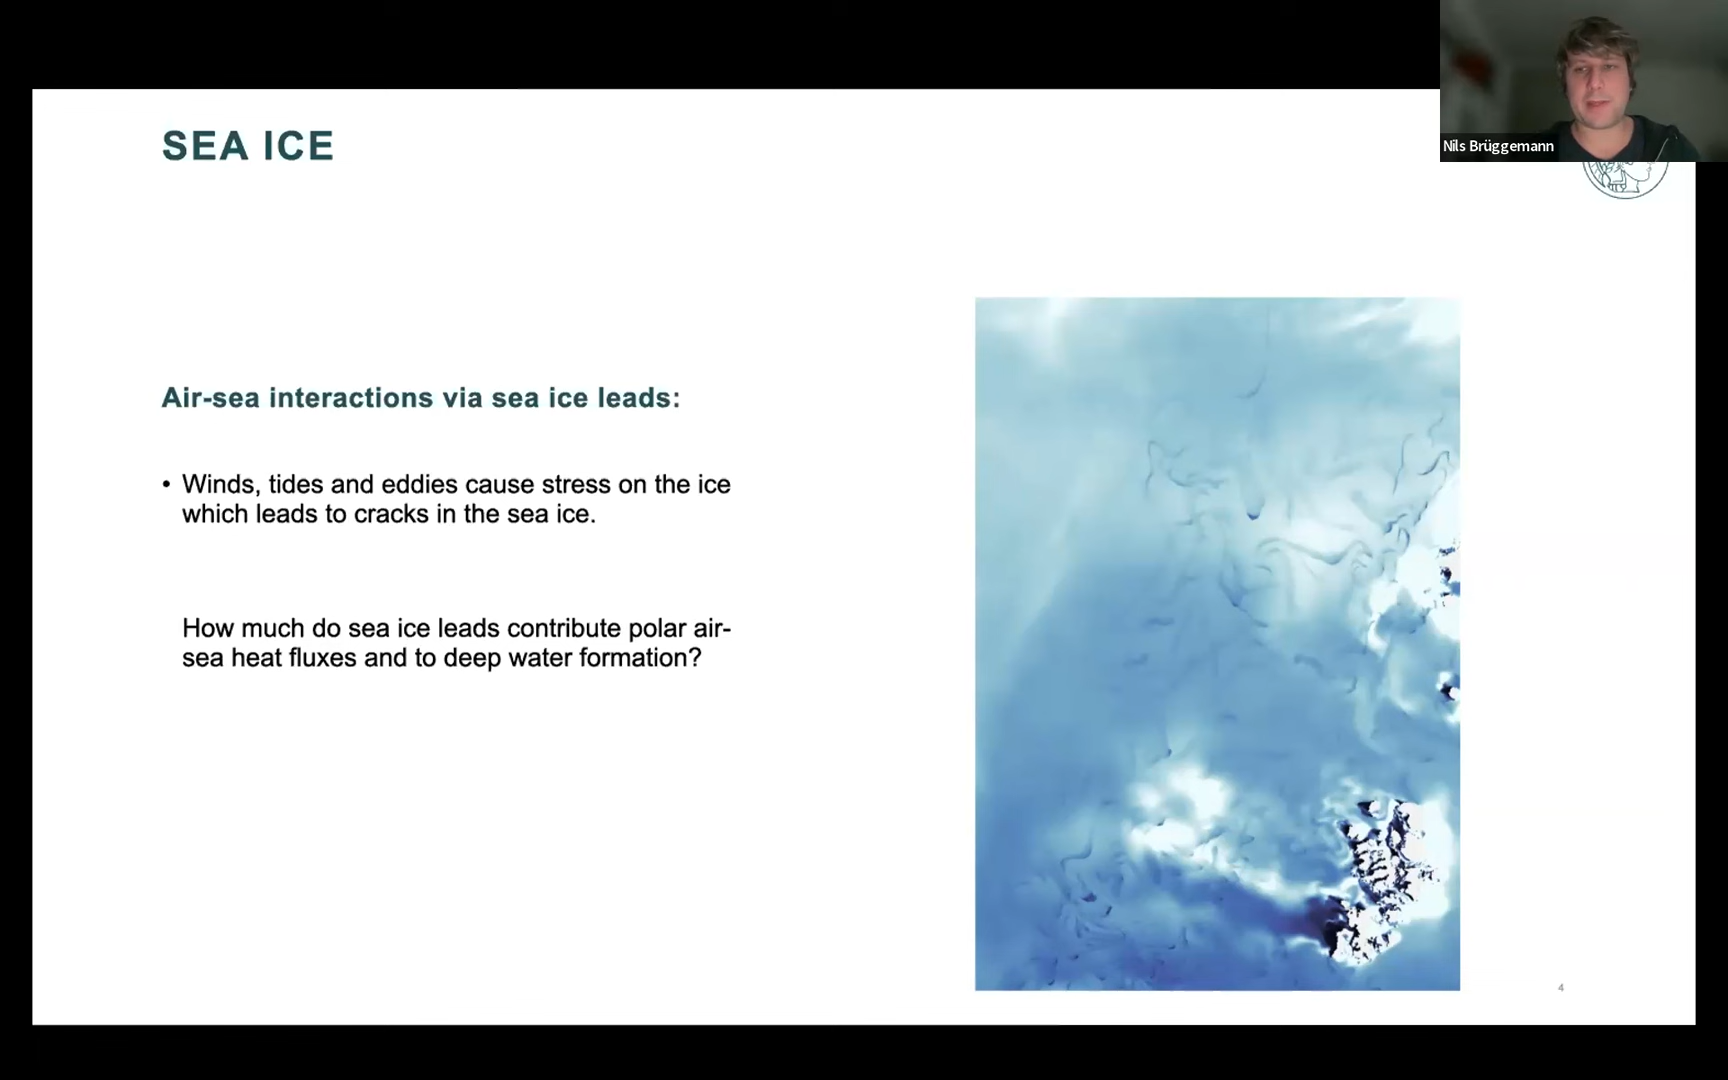 SEA ICE
Nils Brüggemann
Air-sea interactions via sea ice leads:
• Winds, tides and eddies cause stress on the ice
which leads to cracks in the sea ice.
How much do sea ice leads contribute polar air-
sea heat fluxes and to deep water formation?
4